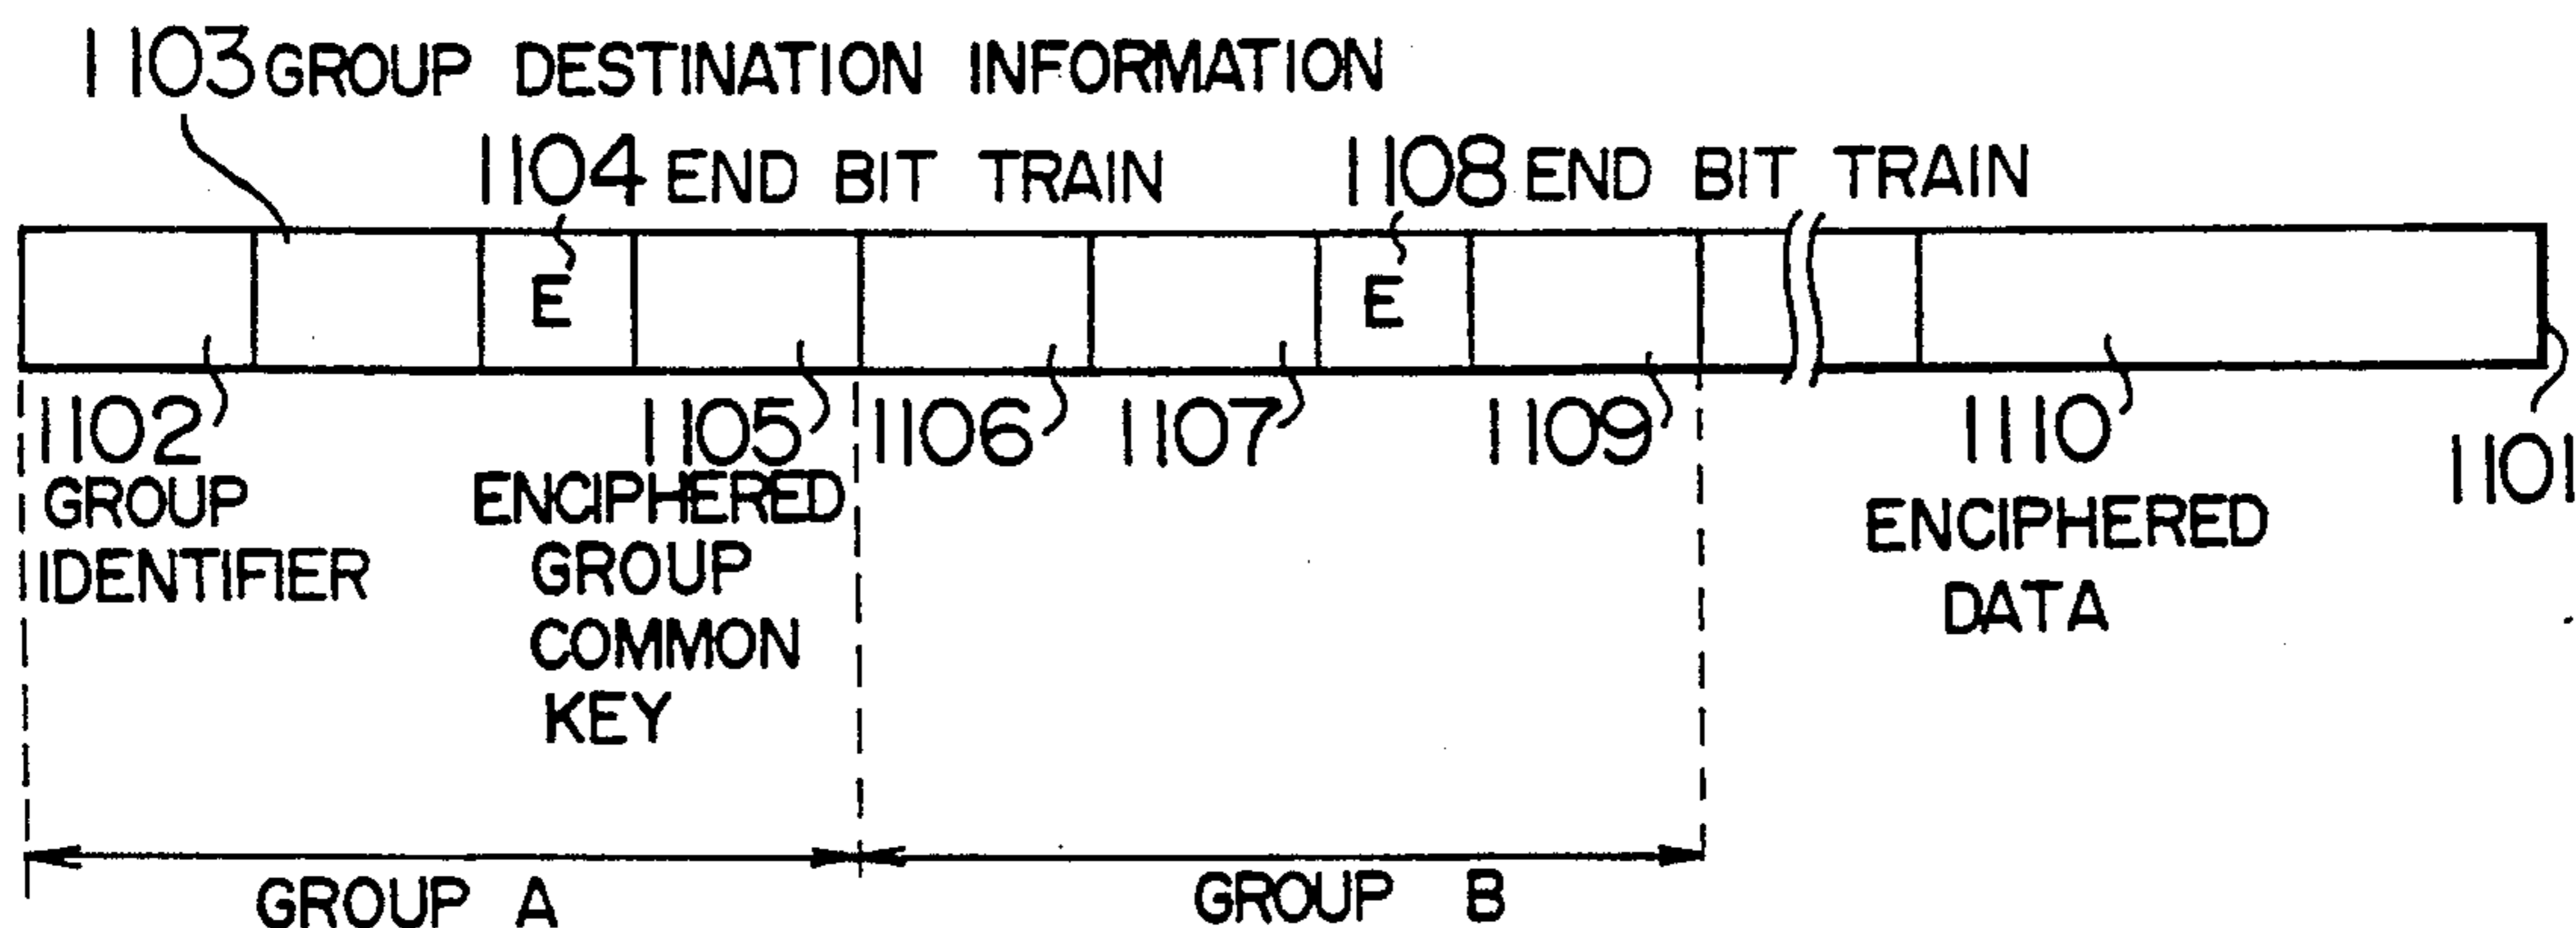 1103 GROUP DESTINATION INFORMATION
1104 END BIT TRAIN
1108 END BIT TRAIN
E
E
1102
GROUP
IDENTIFIER
1105
ENCIPHERED
GROUP
COMMON
KEY
1106
1107
1109
1110
ENCIPHERED
DATA
1101
GROUP A
GROUP B